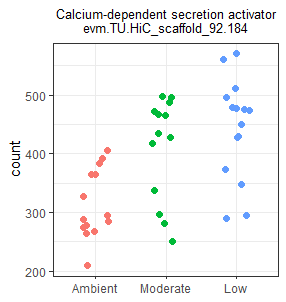 Calcium-dependent secretion activator
evm.TU.HiC_scaffold_92.184
count
500
400
300
200
Ambient
Moderate
Low